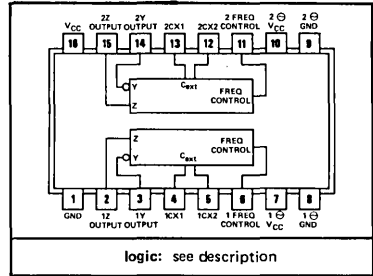 VCC 2Z OUTPUT 2Y OUTPUT 2CX1 2CX2 2 FREQ CONTROL 2 ⊖ VCC 2 ⊖ GND
16 15 14 13 12 11 10 9
Y Cext FREQ CONTROL
Z
Z FREQ CONTROL
Y Cext
1 2 3 4 5 6 7 8
GND 1Z OUTPUT 1Y OUTPUT 1CX1 1CX2 1 FREQ CONTROL 1 ⊖ VCC 1 ⊖ GND
logic: see description